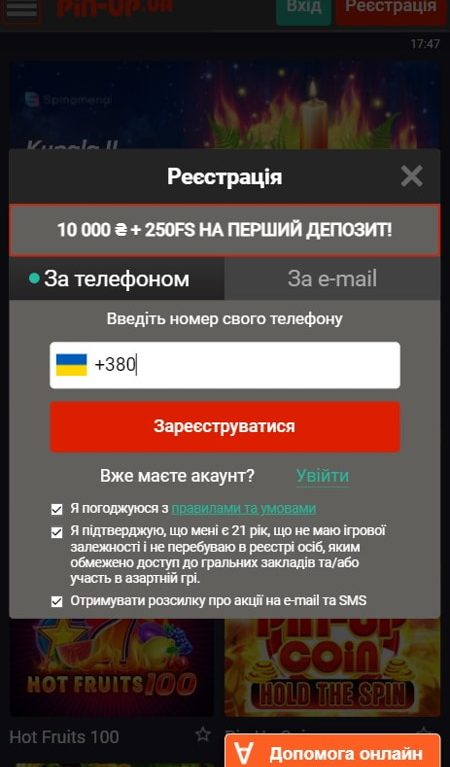 PIN-UP.UA
Вхід
Реєстрація
17:47
Spinomenal
Kupala II
Реєстрація
10 000 ₴ + 250FS НА ПЕРШИЙ ДЕПОЗИТ!
За телефоном
За e-mail
Введіть номер свого телефону
+380
Зареєструватися
Вже маєте акаунт? Увійти
Я погоджуюся з правилами та умовами
Я підтверджую, що мені є 21 рік, що не маю ігрової
залежності і не перебуваю в реєстрі осіб, яким
обмежено доступ до гральних закладів та/або
участь в азартній грі.
Отримувати розсилку про акції на e-mail та SMS
HOT FRUITS 100
PIN-UP
COIN
HOLD THE SPIN
Hot Fruits 100
Допомога онлайн